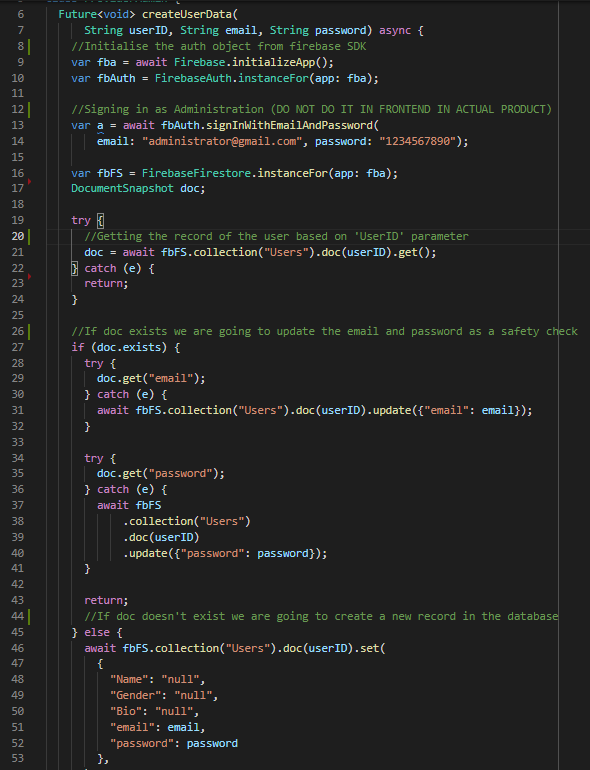 6 Future<void> createUserData(
7 String userID, String email, String password) async {
8 //Initialise the auth object from firebase SDK
9 var fba = await Firebase.initializeApp();
10 var fbAuth = FirebaseAuth.instanceFor(app: fba);
11
12 //Signing in as Administration (DO NOT DO IT IN FRONTEND IN ACTUAL PRODUCT)
13 var a = await fbAuth.signInWithEmailAndPassword(
14 email: "administrator@gmail.com", password: "1234567890");
15
16 var fbFS = FirebaseFirestore.instanceFor(app: fba);
17 DocumentSnapshot doc;
18
19 try {
20 //Getting the record of the user based on 'UserID' parameter
21 doc = await fbFS.collection("Users").doc(userID).get();
22 } catch (e) {
23 return;
24 }
25
26 //If doc exists we are going to update the email and password as a safety check
27 if (doc.exists) {
28 try {
29 doc.get("email");
30 } catch (e) {
31 await fbFS.collection("Users").doc(userID).update({"email": email});
32 }
33
34 try {
35 doc.get("password");
36 } catch (e) {
37 await fbFS
38 .collection("Users")
39 .doc(userID)
40 .update({"password": password});
41 }
42
43 return;
44 //If doc doesn't exist we are going to create a new record in the database
45 } else {
46 await fbFS.collection("Users").doc(userID).set(
47 {
48 "Name": "null",
49 "Gender": "null",
50 "Bio": "null",
51 "email": email,
52 "password": password
53 },